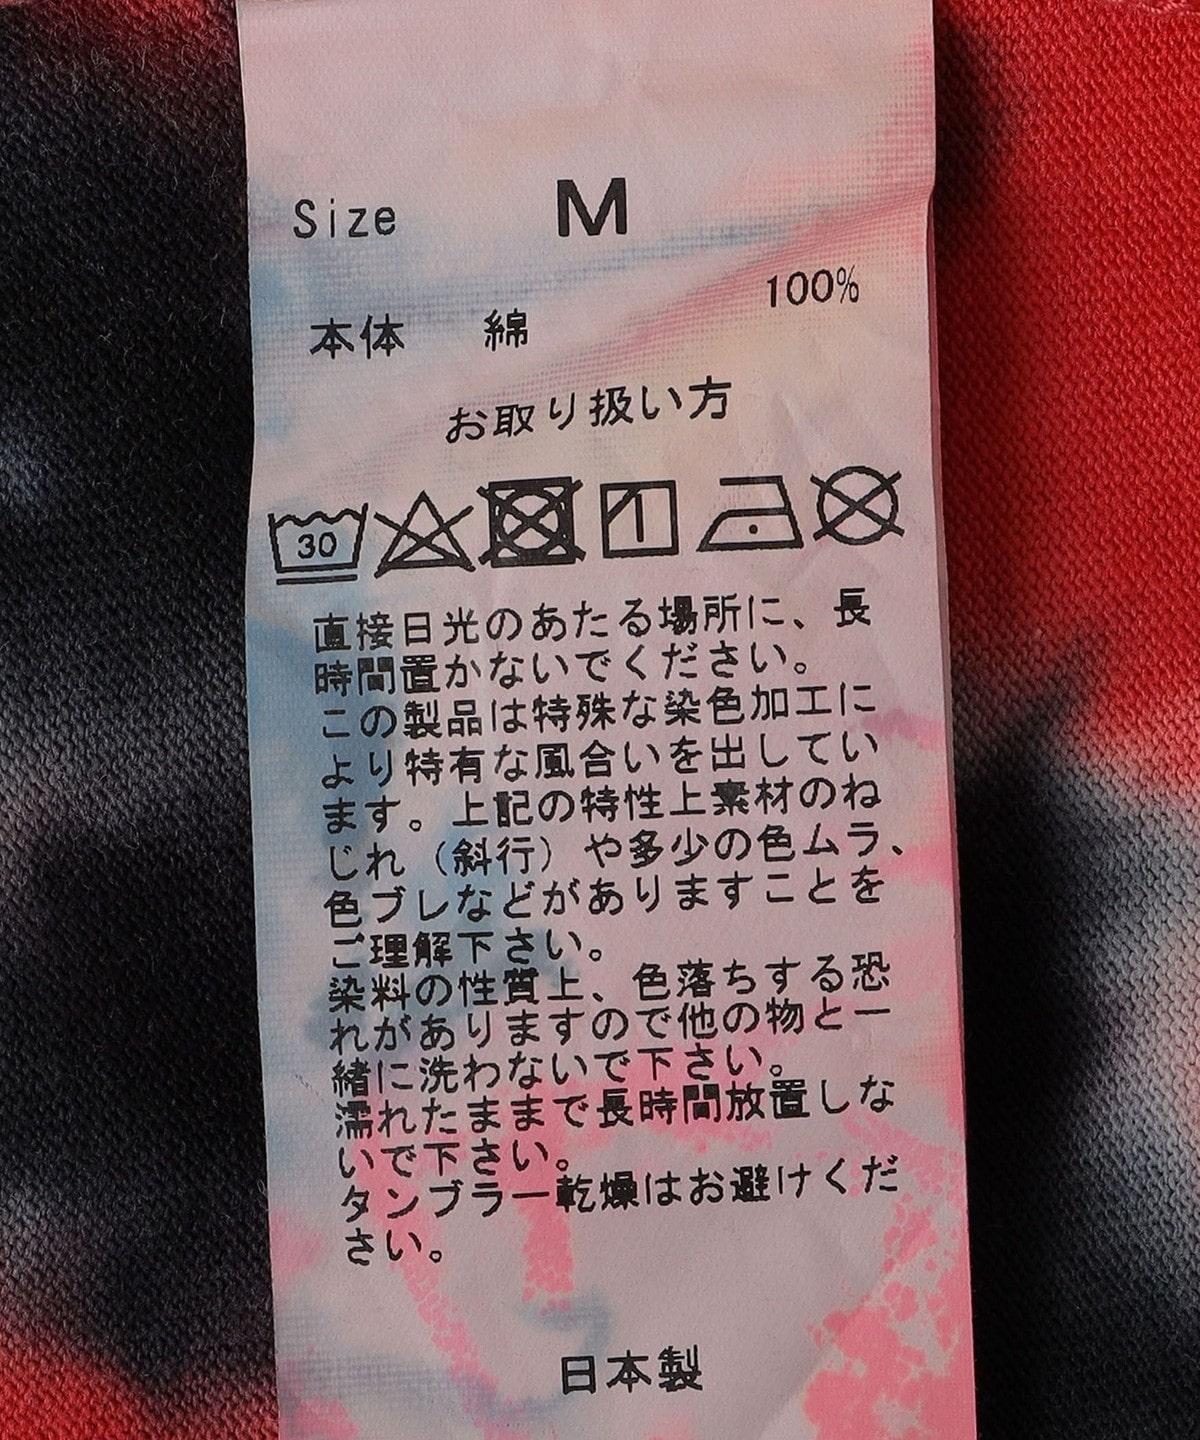 Size M
100%
本体 綿
お取り扱い方
30
直接日光のあたる場所に、長
時間置かないでください。
この製品は特殊な染色加工に
より特有な風合いを出してい
ます。上記の特性上素材のね
じれ（斜行）や多少の色ムラ、
色ブレなどがありますことを
ご理解下さい。
染料の性質上、色落ちする恐
れがありますので他の物と一
緒に洗わないで下さい。
濡れたままで長時間放置しな
いで下さい。
タンブラー乾燥はお避けくだ
さい。
日本製